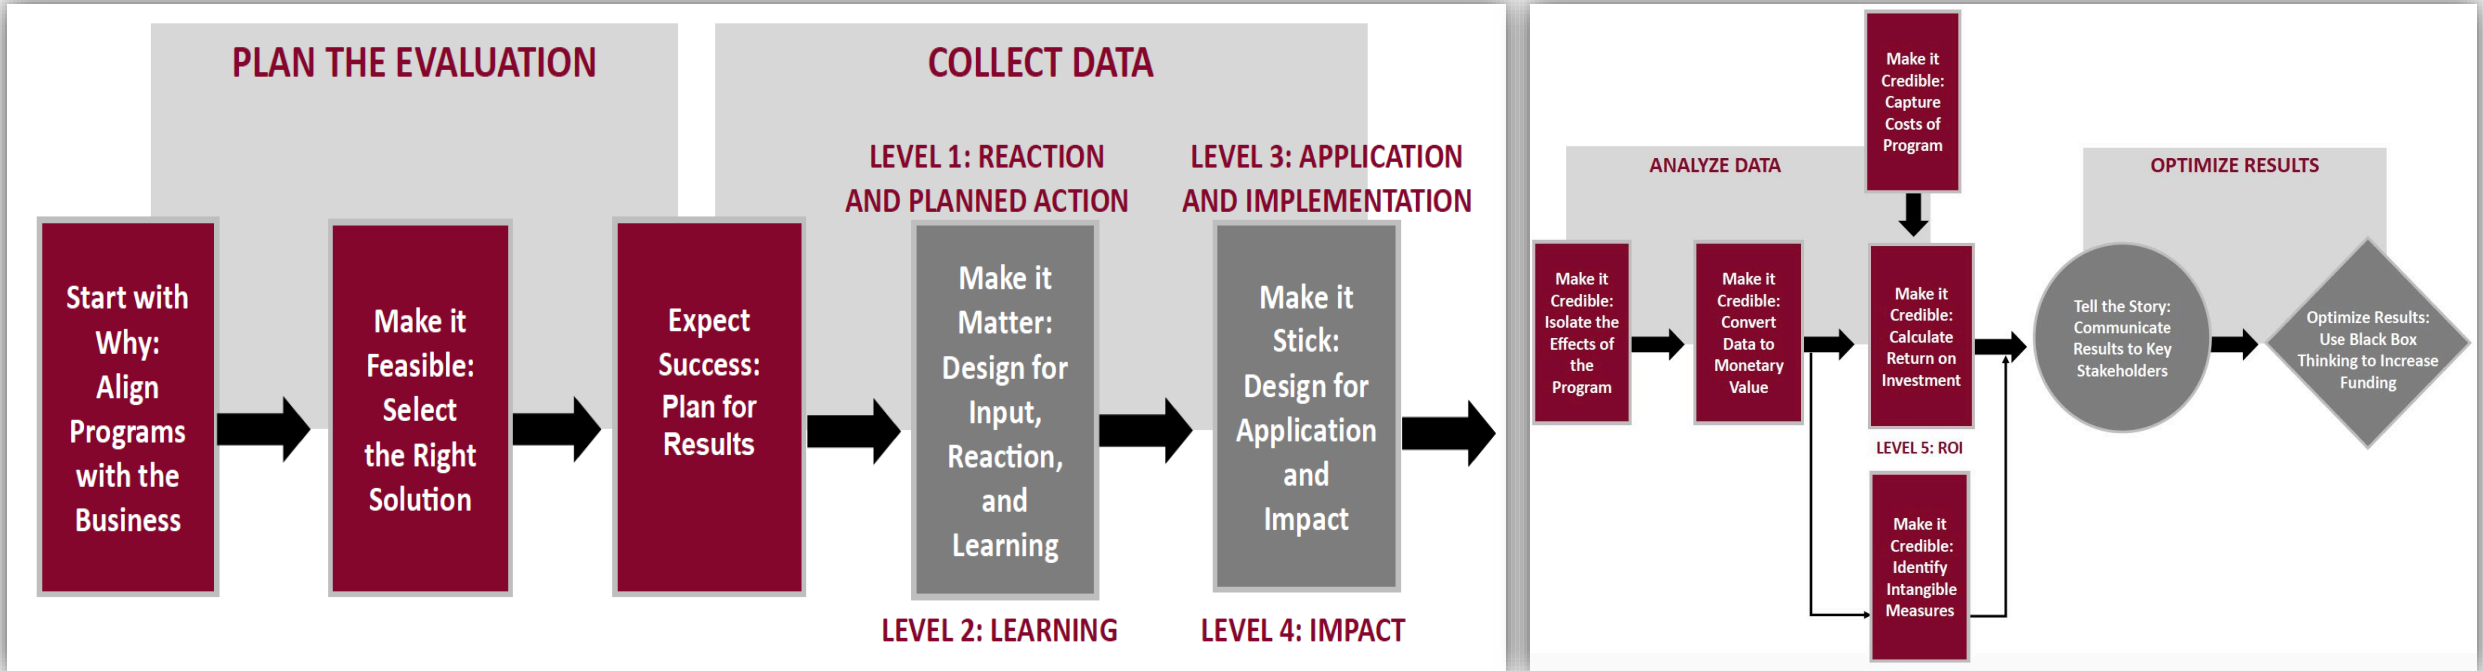 PLAN THE EVALUATION
COLLECT DATA
LEVEL 1: REACTION
AND PLANNED ACTION
LEVEL 3: APPLICATION
AND IMPLEMENTATION
Start with
Why:
Align
Programs
with the
Business
Make it
Feasible:
Select
the Right
Solution
Expect
Success:
Plan for
Results
Make it
Matter:
Design for
Input,
Reaction,
and
Learning
Make it
Stick:
Design for
Application
and
Impact
LEVEL 2: LEARNING
LEVEL 4: IMPACT
Make it
Credible:
Capture
Costs of
Program
ANALYZE DATA
OPTIMIZE RESULTS
Make it
Credible:
Isolate the
Effects of
the
Program
Make it
Credible:
Convert
Data to
Monetary
Value
Make it
Credible:
Calculate
Return on
Investment
Tell the Story:
Communicate
Results to Key
Stakeholders
Optimize Results:
Use Black Box
Thinking to Increase
Funding
LEVEL 5: ROI
Make it
Credible:
Identify
Intangible
Measures